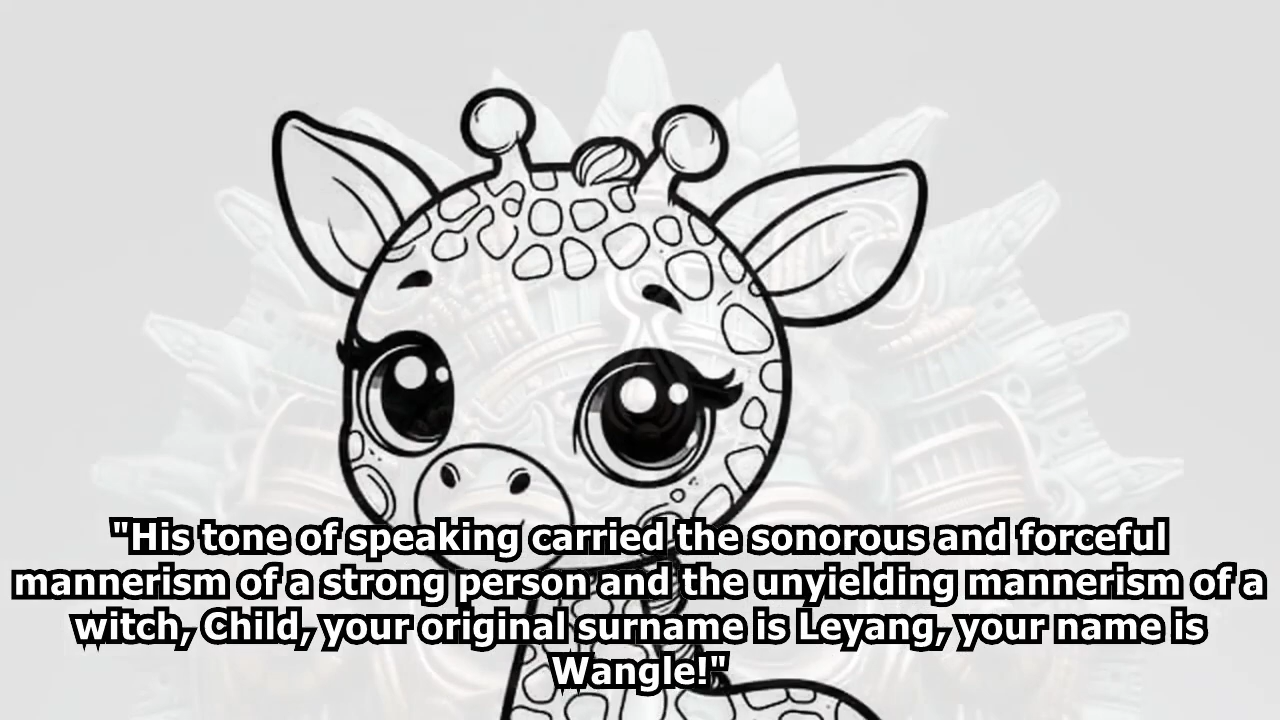 "His tone of speaking carried the sonorous and forceful
mannerism of a strong person and the unyielding mannerism of a
witch, Child, your original surname is Leyang, your name is
Wangle!"